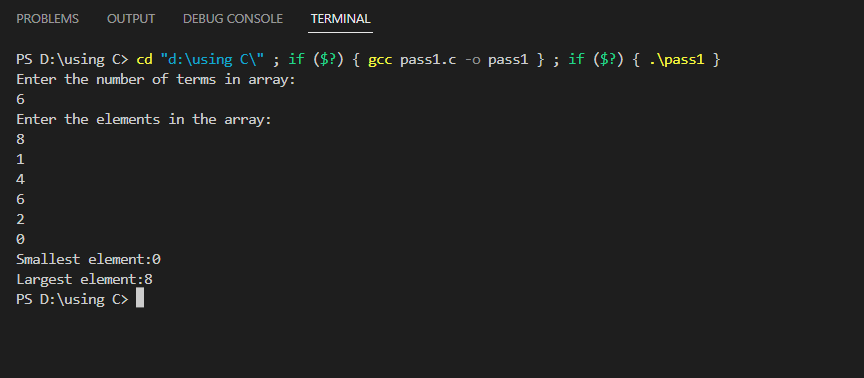 PROBLEMS OUTPUT DEBUG CONSOLE TERMINAL
PS D:\using C> cd "d:\using C\" ; if ($?) { gcc pass1.c -o pass1 } ; if ($?) { .\pass1 }
Enter the number of terms in array:
6
Enter the elements in the array:
8
1
4
6
2
0
Smallest element:0
Largest element:8
PS D:\using C>